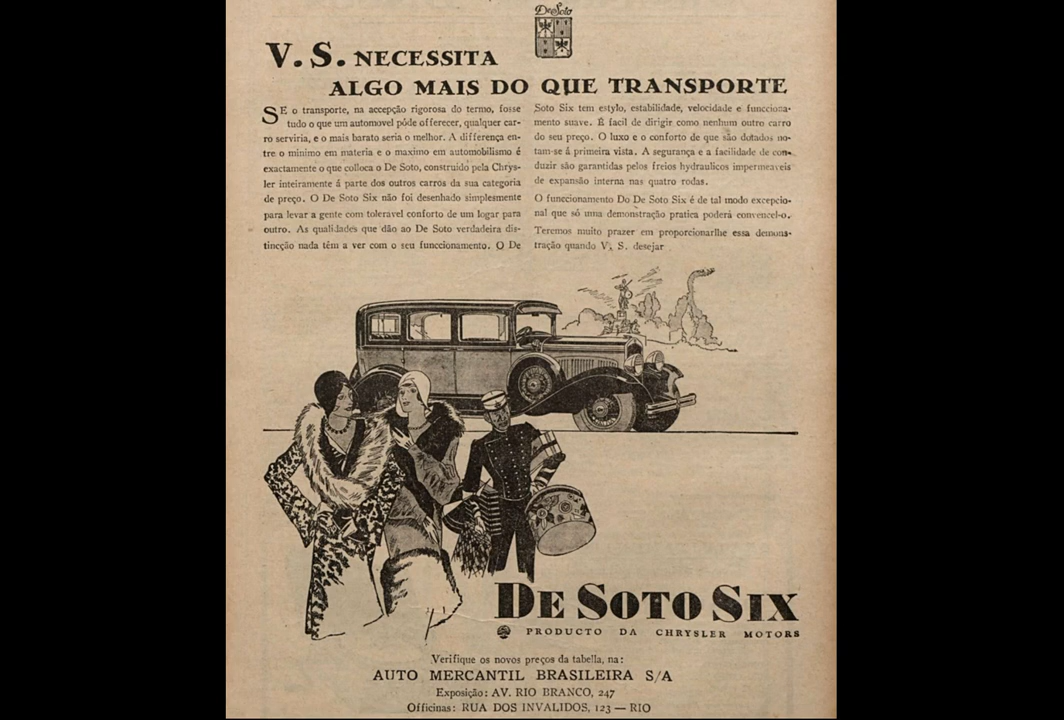 De Soto
V. S. NECESSITA
ALGO MAIS DO QUE TRANSPORTE
SE o transporte, na accepção rigorosa do termo, fosse
tudo o que um automovel póde offerecer, qualquer car-
ro serviria, e o mais barato seria o melhor. A differença en-
tre o minimo em materia e o maximo em automobilismo é
exactamente o que colloca o De Soto, construido pela Chrys-
ler inteiramente á parte dos outros carros da sua categoria
de preço. O De Soto Six não foi desenhado simplesmente
para levar a gente com toleravel conforto de um logar para
outro. As qualidades que dão ao De Soto verdadeira dis-
tincção nada têm a ver com o seu funccionamento. O De
Soto Six tem estylo, estabilidade, velocidade e funcciona-
mento suave. É facil de dirigir como nenhum outro carro
do seu preço. O luxo e o conforto de que são dotados no-
tam-se á primeira vista. A segurança e a facilidade de con-
duzir são garantidas pelos freios hydraulicos impermeaveis
de expansão interna nas quatro rodas.
O funccionamento Do De Soto Six é de tal modo excepcio-
nal que só uma demonstração pratica poderá convencel-o.
Teremos muito prazer em proporcionarlhe essa demons-
tração quando V. S. desejar
DE SOTO SIX
PRODUCTO DA CHRYSLER MOTORS
Verifique os novos preços da tabella, na:
AUTO MERCANTIL BRASILEIRA S/A
Exposição: AV. RIO BRANCO, 247
Officinas: RUA DOS INVALIDOS, 123 — RIO